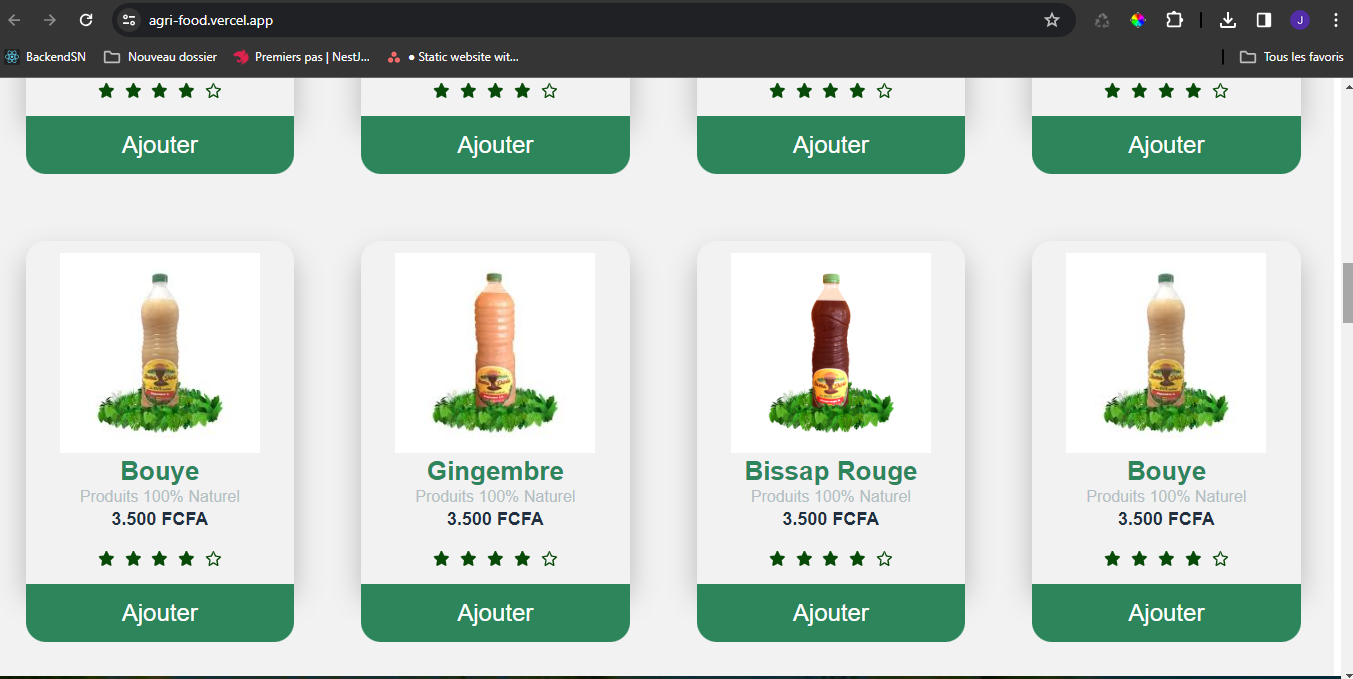 agri-food.vercel.app
J
BackendSN
Nouveau dossier
Premiers pas | NestJ...
● Static website wit...
Tous les favoris
Ajouter
Ajouter
Ajouter
Ajouter
Bouye
Produits 100% Naturel
3.500 FCFA
Ajouter
Gingembre
Produits 100% Naturel
3.500 FCFA
Ajouter
Bissap Rouge
Produits 100% Naturel
3.500 FCFA
Ajouter
Bouye
Produits 100% Naturel
3.500 FCFA
Ajouter